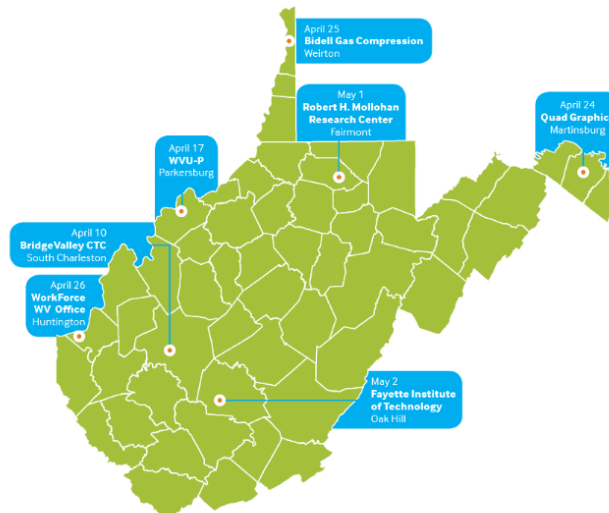 April 25
Bidell Gas Compression
Weirton
May 1
Robert H. Mollohan
Research Center
Fairmont
April 24
Quad Graphic
Martinsburg
April 17
WVU-P
Parkersburg
April 10
BridgeValley CTC
South Charleston
April 26
WorkForce
WV Office
Huntington
May 2
Fayette Institute
of Technology
Oak Hill